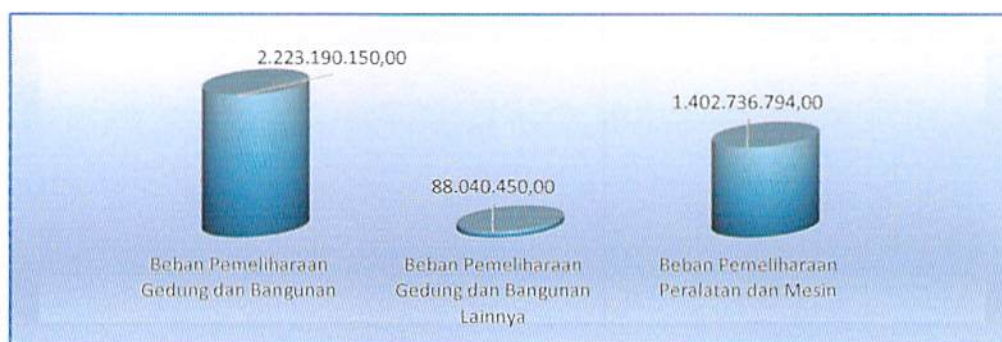 2.223.190.150,00
1.402.736.794,00
88.040.450,00
Beban Pemeliharaan
Gedung dan Bangunan
Beban Pemeliharaan
Gedung dan Bangunan
Lainnya
Beban Pemeliharaan
Peralatan dan Mesin